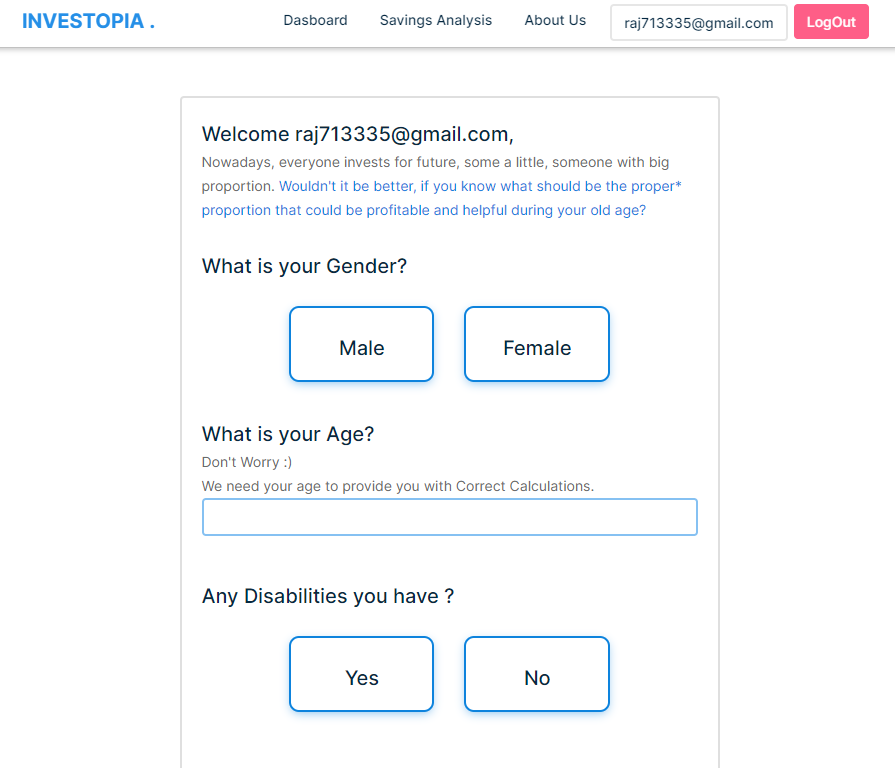 INVESTOPIA .
Dasboard
Savings Analysis
About Us
raj713335@gmail.com
LogOut
Welcome raj713335@gmail.com,
Nowadays, everyone invests for future, some a little, someone with big
proportion. Wouldn't it be better, if you know what should be the proper*
proportion that could be profitable and helpful during your old age?
What is your Gender?
Male
Female
What is your Age?
Don't Worry :)
We need your age to provide you with Correct Calculations.
Any Disabilities you have ?
Yes
No